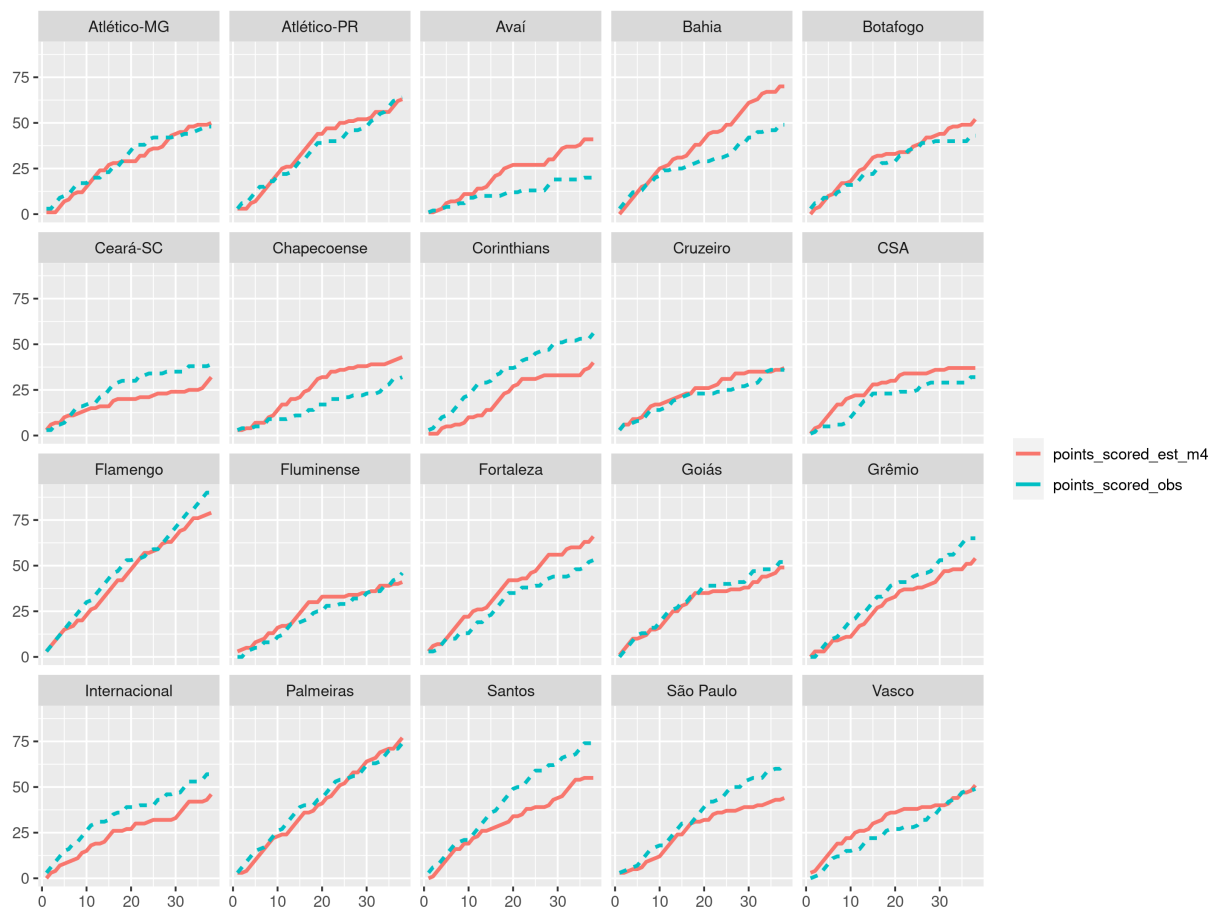 Atlético-MG Atlético-PR Avaí Bahia Botafogo
75
50
25
0
Ceará-SC Chapecoense Corinthians Cruzeiro CSA
75
50
25
0
points_scored_est_m4
points_scored_obs
Flamengo Fluminense Fortaleza Goiás Grêmio
75
50
25
0
Internacional Palmeiras Santos São Paulo Vasco
75
50
25
0
0 10 20 30 0 10 20 30 0 10 20 30 0 10 20 30 0 10 20 30